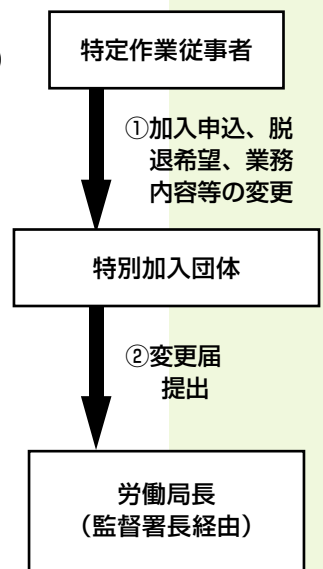 特定作業従事者
①加入申込、脱
退希望、業務
内容等の変更
特別加入団体
②変更届
提出
労働局長
（監督署長経由）